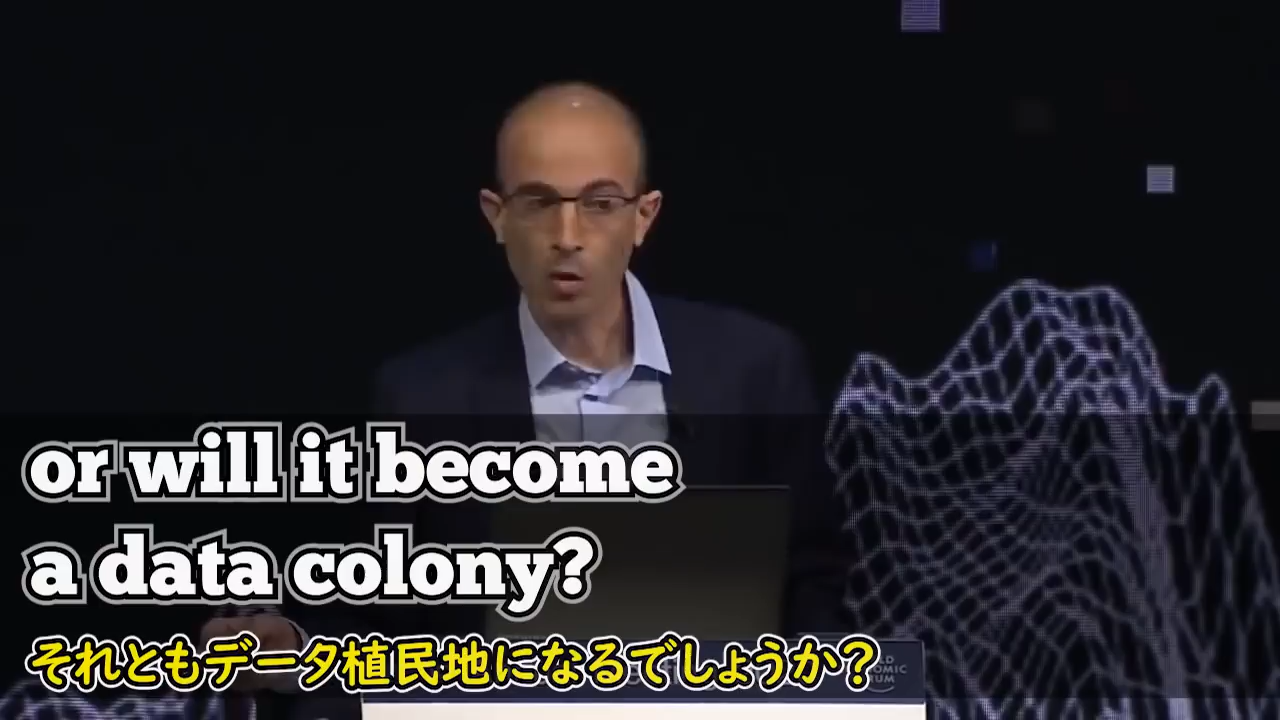 or will it become
a data colony?
それともデータ植民地になるでしょうか？